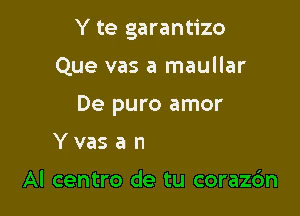 Y te garantizo
Que vas a maullar
De puro amor
Y vas a n
Al centro de tu corazón